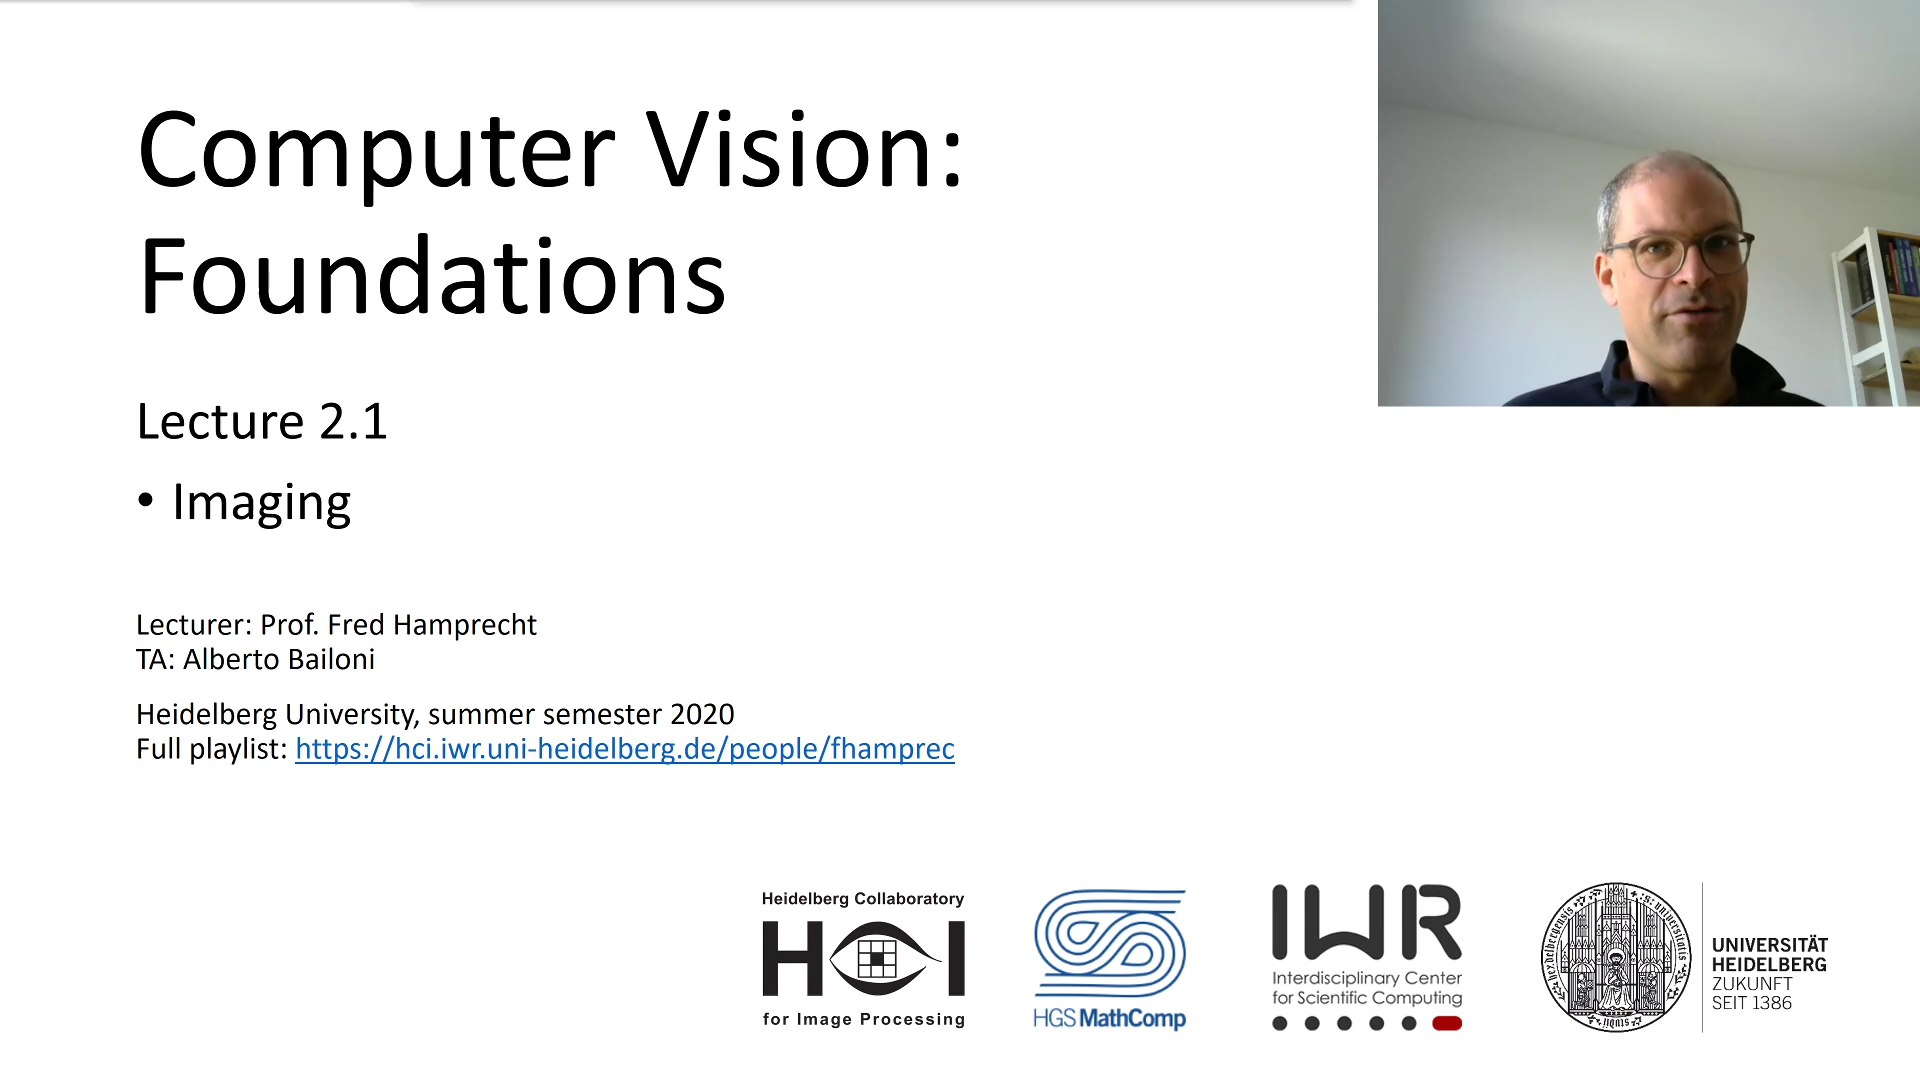 Computer Vision:
Foundations
Lecture 2.1
• Imaging
Lecturer: Prof. Fred Hamprecht
TA: Alberto Bailoni
Heidelberg University, summer semester 2020
Full playlist: https://hci.iwr.uni-heidelberg.de/people/fhamprec
Heidelberg Collaboratory
HCI
for Image Processing
HGS MathComp
IWR
Interdisciplinary Center
for Scientific Computing
UNIVERSITÄT
HEIDELBERG
ZUKUNFT
SEIT 1386